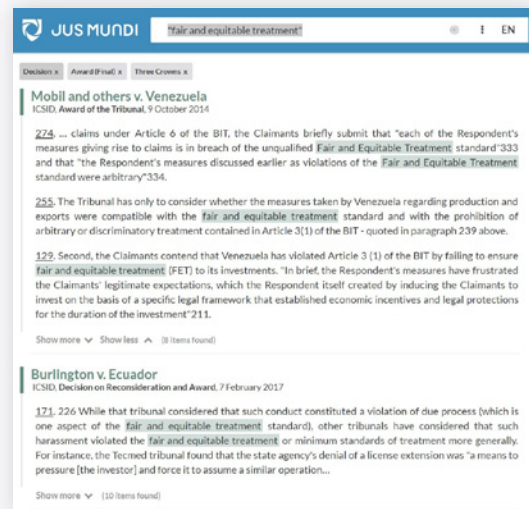 JUS MUNDI "fair and equitable treatment" EN
Decision x Award (Final) x Three Crowns x
Mobil and others v. Venezuela
ICSID, Award of the Tribunal, 9 October 2014
274. ... claims under Article 6 of the BIT, the Claimants briefly submit that "each of the Respondent's
measures giving rise to claims is in breach of the unqualified Fair and Equitable Treatment standard"333
and that "the Respondent's measures discussed earlier as violations of the Fair and Equitable Treatment
standard were arbitrary"334.
255. The Tribunal has only to consider whether the measures taken by Venezuela regarding production and
exports were compatible with the fair and equitable treatment standard and with the prohibition of
arbitrary or discriminatory treatment contained in Article 3(1) of the BIT - quoted in paragraph 239 above.
129. Second, the Claimants contend that Venezuela has violated Article 3 (1) of the BIT by failing to ensure
fair and equitable treatment (FET) to its investments. "In brief, the Respondent's measures have frustrated
the Claimants' legitimate expectations, which the Respondent itself created by inducing the Claimants to
invest on the basis of a specific legal framework that established economic incentives and legal protections
for the duration of the investment"211.
Show more Show less (8 items found)
Burlington v. Ecuador
ICSID, Decision on Reconsideration and Award, 7 February 2017
171. 226 While that tribunal considered that such conduct constituted a violation of due process (which is
one aspect of the fair and equitable treatment standard), other tribunals have considered that such
harassment violated the fair and equitable treatment or minimum standards of treatment more generally.
For instance, the Tecmed tribunal found that the state agency's denial of a license extension was "a means to
pressure [the investor] and force it to assume a similar operation...
Show more (10 items found)